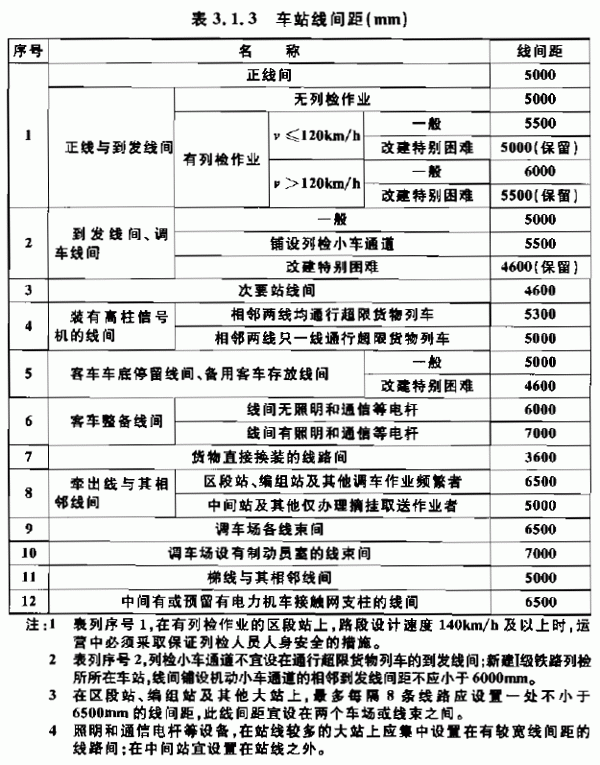 表 3.1.3 车站线间距(mm)
序号 名 称 线间距
1 正线间 5000
正线与到发线间 无列检作业 5000
有列检作业 v≤120km/h 一般 5500
改建特别困难 5000(保留)
v＞120km/h 一般 6000
改建特别困难 5500(保留)
2 到发线间、调车线间 一般 5000
铺设列检小车通道 5500
改建特别困难 4600(保留)
3 次要站线间 4600
4 装有高柱信号机的线间 相邻两线均通行超限货物列车 5300
相邻两线只一线通行超限货物列车 5000
5 客车车底停留线间、备用客车存放线间 一般 5000
改建特别困难 4600
6 客车整备线间 线间无照明和通信等电杆 6000
线间有照明和通信等电杆 7000
7 货物直接换装的线路间 3600
8 牵出线与其相邻线间 区段站、编组站及其他调车作业频繁者 6500
中间站及其他仅办理摘挂取送作业者 5000
9 调车场各线束间 6500
10 调车场设有制动员室的线束间 7000
11 梯线与其相邻线间 5000
12 中间有或预留有电力机车接触网支柱的线间 6500
注:1 表列序号1,在有列检作业的区段站上,路段设计速度 140km/h 及以上时,运
营中必须采取保证列检人员人身安全的措施。
2 表列序号2,列检小车通道不宜设在通行超限货物列车的到发线间;新建Ⅰ级铁路列检
所所在车站,线间铺设机动小车通道的相邻到发线间距不应小于 6000mm。
3 在区段站、编组站及其他大站上,最多每隔 8 条线路应设置一处不小于
6500mm 的线间距,此线间距宜设在两个车场或线束之间。
4 照明和通信电杆等设备,在站线较多的大站上应集中设置在有较宽线间距的
线路间;在中间站宜设置在站线之外。